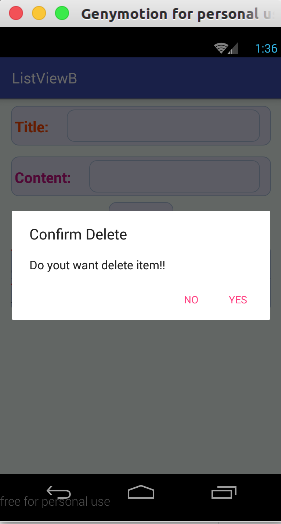 Genymotion for personal u
1:36
ListViewB
Title:
Content:
Confirm Delete
Do yout want delete item!!
NO YES
free for personal use